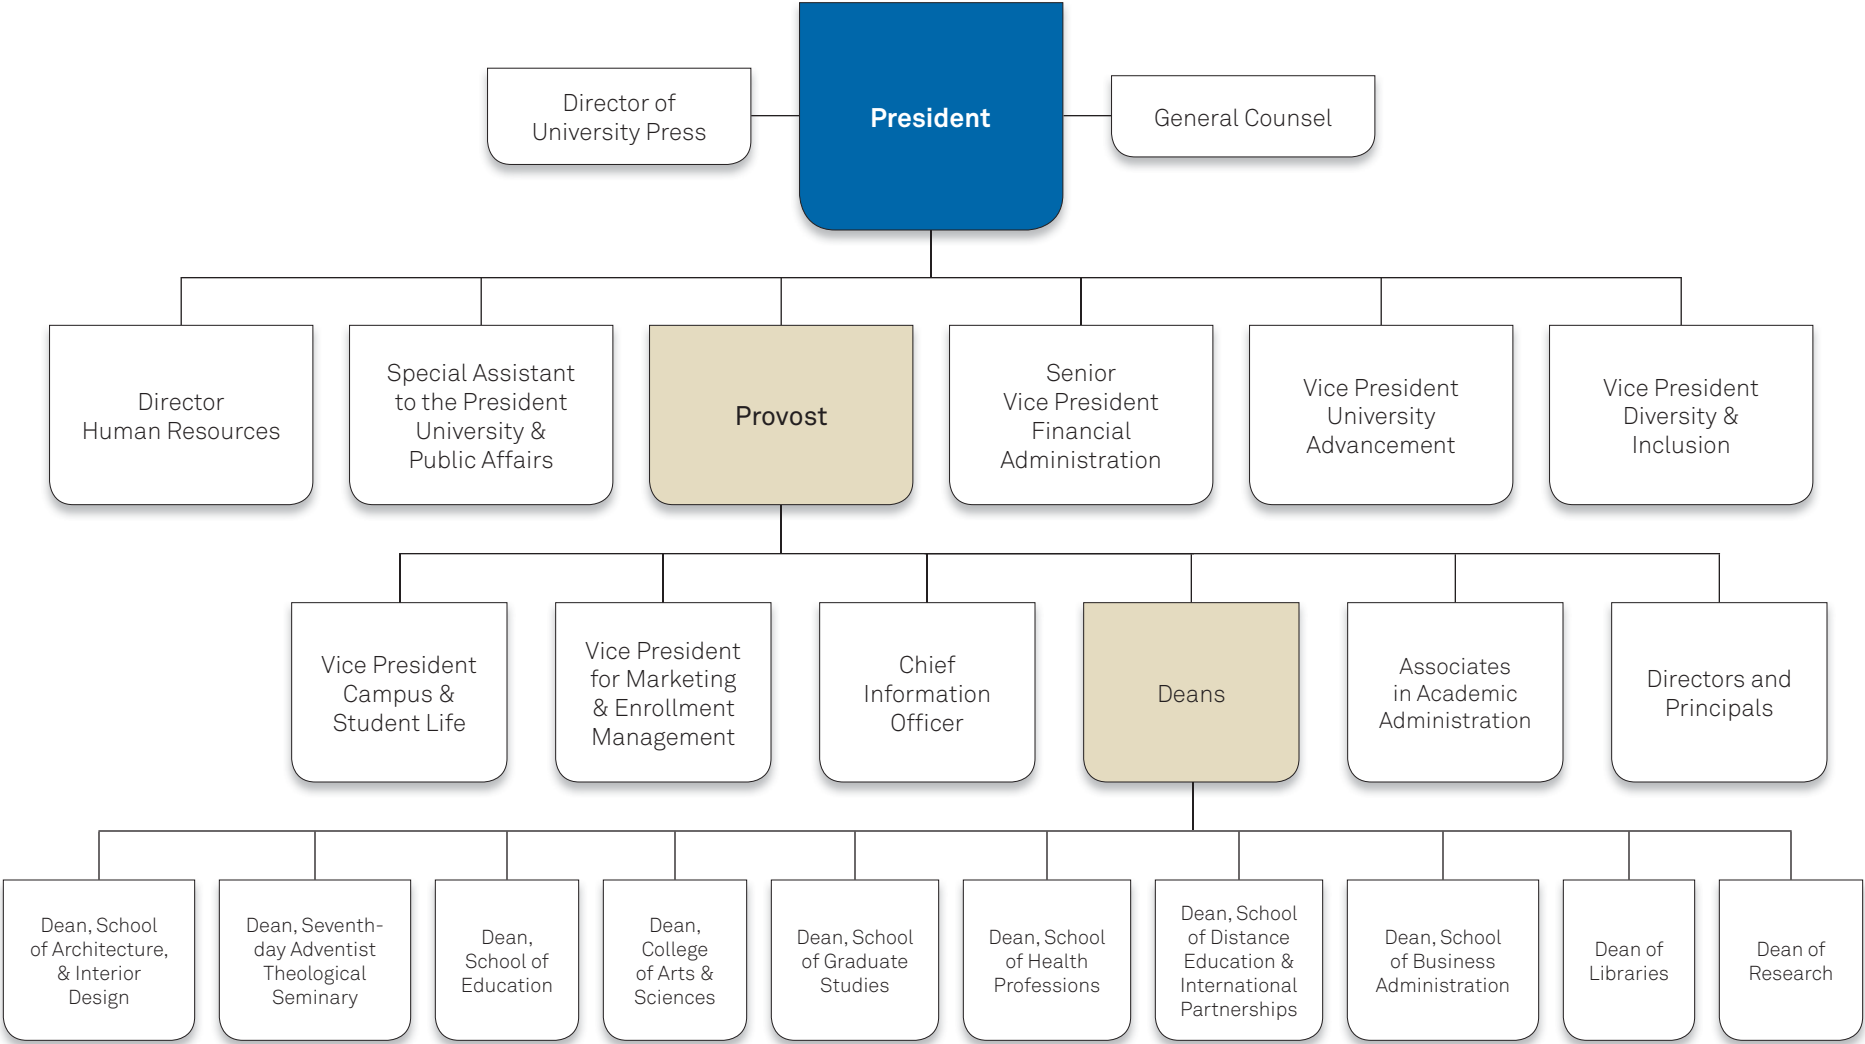 Director of
University Press
President
General Counsel
Director
Human Resources
Special Assistant
to the President
University &
Public Affairs
Provost
Senior
Vice President
Financial
Administration
Vice President
University
Advancement
Vice President
Diversity &
Inclusion
Vice President
Campus &
Student Life
Vice President
for Marketing
& Enrollment
Management
Chief
Information
Officer
Deans
Associates
in Academic
Administration
Directors and
Principals
Dean, School
of Architecture,
& Interior
Design
Dean, Seventh-
day Adventist
Theological
Seminary
Dean,
School of
Education
Dean,
College
of Arts &
Sciences
Dean, School
of Graduate
Studies
Dean, School
of Health
Professions
Dean, School
of Distance
Education &
International
Partnerships
Dean, School
of Business
Administration
Dean of
Libraries
Dean of
Research